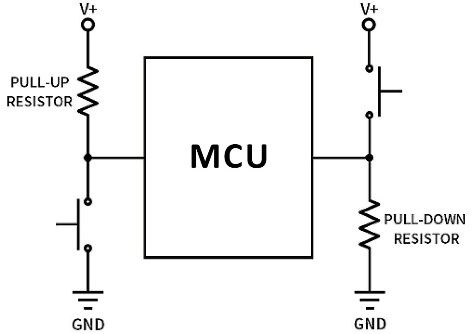 V+
V+
PULL-UP
RESISTOR
MCU
PULL-DOWN
RESISTOR
GND
GND